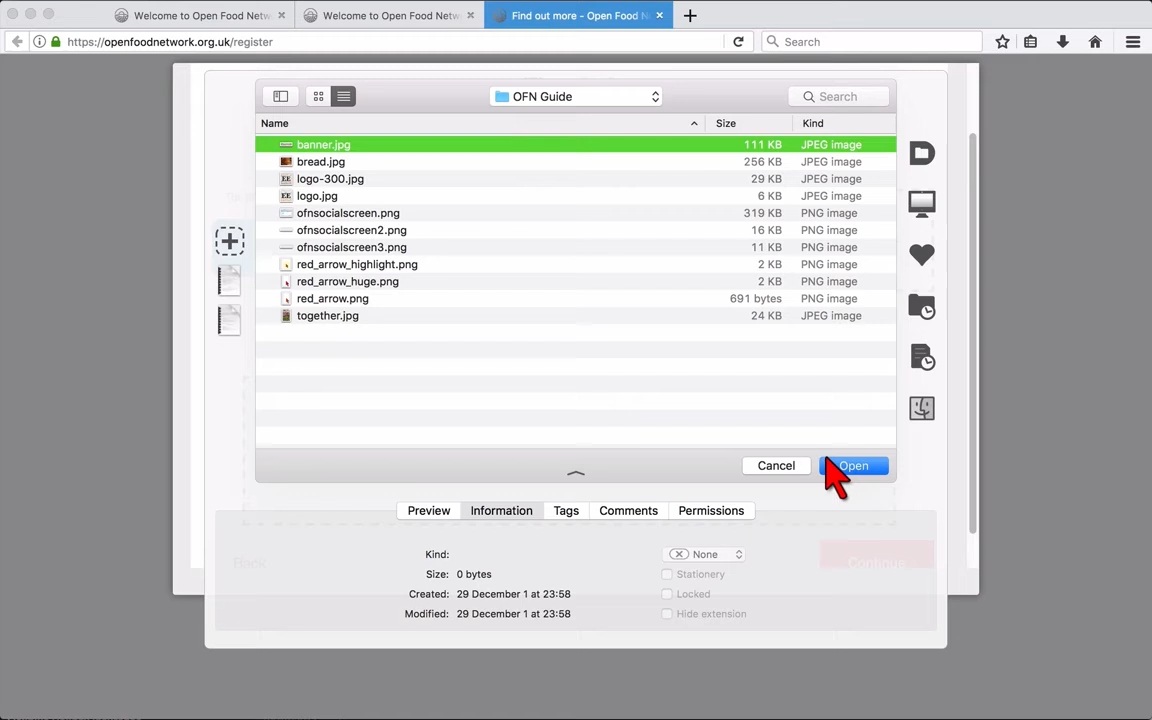 Welcome to Open Food Netw
Welcome to Open Food Netw
Find out more - Open Food N
https://openfoodnetwork.org.uk/register
Search
OFN Guide
Search
Name
Size
Kind
banner.jpg
111 KB
JPEG image
bread.jpg
256 KB
JPEG image
logo-300.jpg
29 KB
JPEG image
logo.jpg
6 KB
JPEG image
ofnsocialscreen.png
319 KB
PNG image
ofnsocialscreen2.png
16 KB
PNG image
ofnsocialscreen3.png
11 KB
PNG image
red_arrow_highlight.png
2 KB
PNG image
red_arrow_huge.png
2 KB
PNG image
red_arrow.png
691 bytes
PNG image
together.jpg
24 KB
JPEG image
Cancel
Open
Preview
Information
Tags
Comments
Permissions
Kind:
None
Size: 0 bytes
Stationery
Created: 29 December 1 at 23:58
Locked
Modified: 29 December 1 at 23:58
Hide extension
Back
Continue